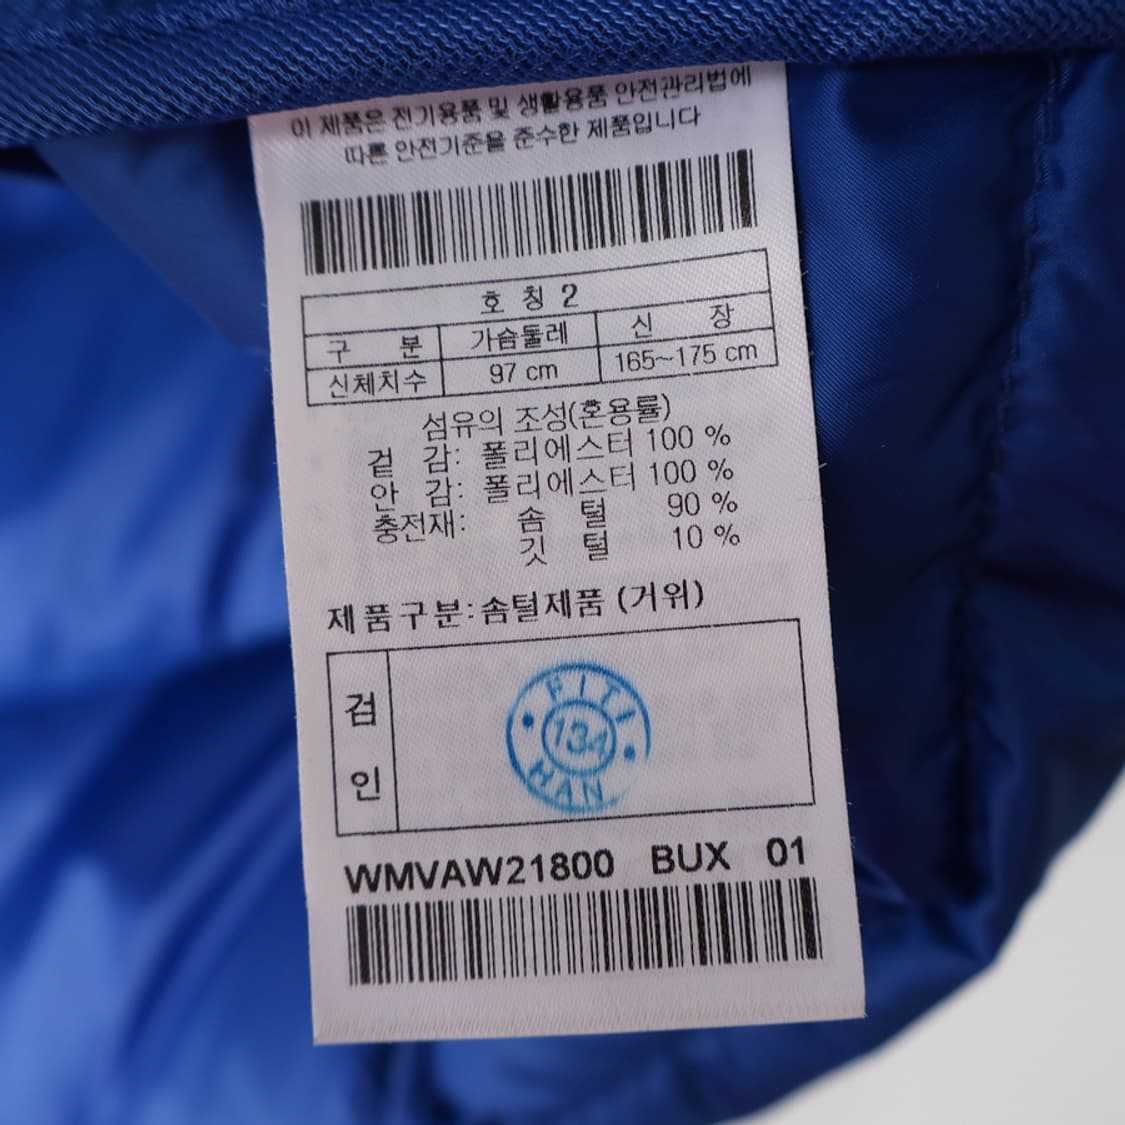 이 제품은 전기용품 및 생활용품 안전관리법에
따른 안전기준을 준수한 제품입니다
호 칭 2
구 분 가슴둘레 신 장
신체치수 97 cm 165~175 cm
섬유의 조성(혼용률)
겉 감: 폴리에스터 100 %
안 감: 폴리에스터 100 %
충전재: 솜 털 90 %
깃 털 10 %
제품구분:솜털제품 (거위)
검
인
FITI
134
HAN
WMVAW21800 BUX 01